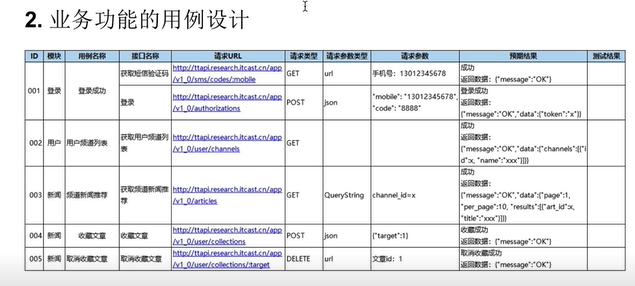 2. 业务功能的用例设计
ID 模块 用例名称 接口名称 请求URL 请求类型 请求参数类型 请求参数 预期结果 测试结果
001 登录 登录成功 获取短信验证码 http://ttapi.research.itcast.cn/app GET url 手机号：13012345678 成功
/v1_0/sms/codes/:mobile 返回数据：{"message":"OK"}
登录 http://ttapi.research.itcast.cn/app POST json "mobile": "13012345678", 登录成功
/v1_0/authorizations "code": "8888" 返回数据：
{"message":"OK","data":{"token":"x"}}
002 用户 用户频道列表 获取用户频道列 http://ttapi.research.itcast.cn/app GET 成功
表 /v1_0/user/channels 返回数据：
{"message":"OK","data":{"channels":[{"i
d":x, "name":"xxx"}]}}
003 新闻 频道新闻推荐 获取频道新闻推 http://ttapi.research.itcast.cn/app GET QueryString channel_id=x 成功
荐 /v1_0/articles 返回数据：
{"message":"OK","data":{"page":1,
"per_page":10, "results":[{"art_id":x,
"title":"xxx"}]}}
004 新闻 收藏文章 收藏文章 http://ttapi.research.itcast.cn/app POST json {"target":1} 收藏成功
/v1_0/user/collections 返回数据：{"message":"OK"}
005 新闻 取消收藏文章 取消收藏文章 http://ttapi.research.itcast.cn/app DELETE url 文章id：1 取消收藏成功
/v1_0/user/collections/:target 返回数据：{"message":"OK"}